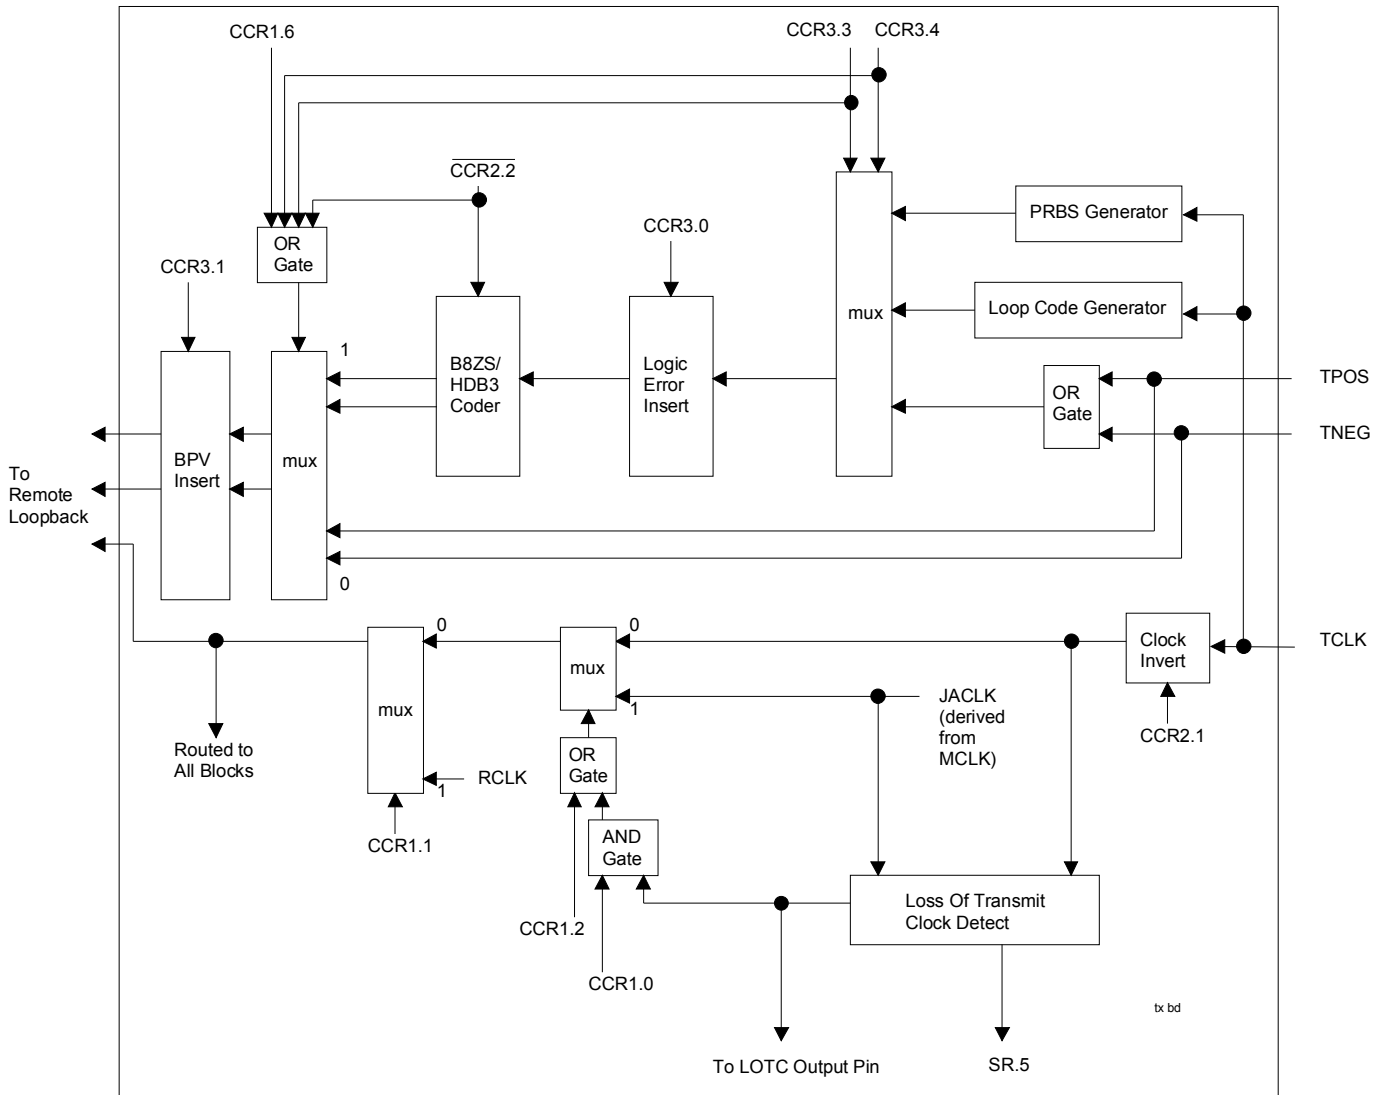 CCR1.6
CCR3.3
CCR3.4
CCR2.2
PRBS Generator
CCR3.0
OR
Gate
CCR3.1
Loop Code Generator
mux
1
B8ZS/
HDB3
Coder
Logic
Error
Insert
OR
Gate
TPOS
TNEG
BPV
Insert
mux
To
Remote
Loopback
0
0
0
Clock
Invert
TCLK
mux
mux
1
JACLK
(derived
from
MCLK)
CCR2.1
Routed to
All Blocks
OR
Gate
RCLK
1
CCR1.1
AND
Gate
Loss Of Transmit
Clock Detect
CCR1.2
CCR1.0
tx bd
To LOTC Output Pin
SR.5